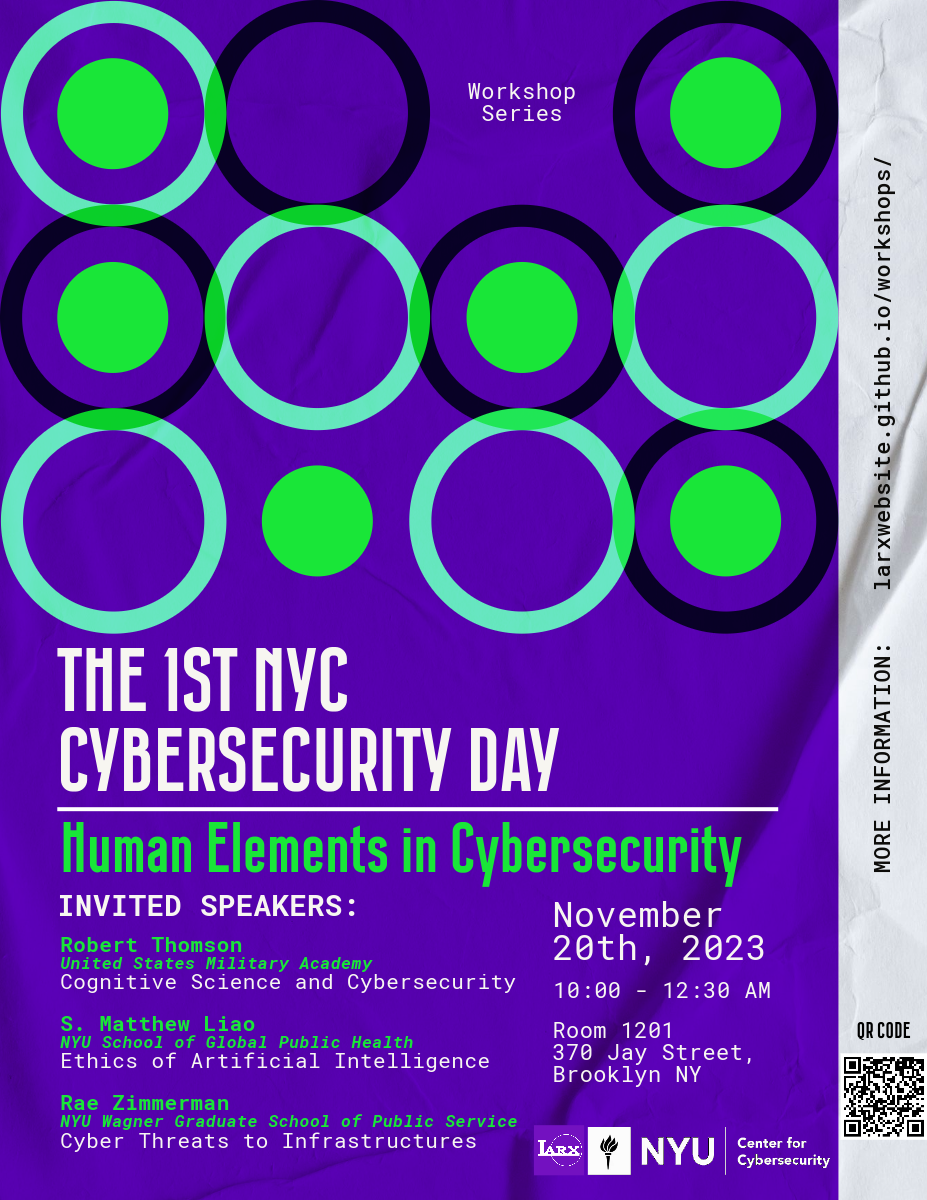 Workshop
Series
THE 1ST NYC
CYBERSECURITY DAY
Human Elements in Cybersecurity
INVITED SPEAKERS:
Robert Thomson
United States Military Academy
Cognitive Science and Cybersecurity
S. Matthew Liao
NYU School of Global Public Health
Ethics of Artificial Intelligence
Rae Zimmerman
NYU Wagner Graduate School of Public Service
Cyber Threats to Infrastructures
November
20th, 2023
10:00 - 12:30 AM
Room 1201
370 Jay Street,
Brooklyn NY
LARX
NYU
Center for
Cybersecurity
MORE INFORMATION: larxwebsite.github.io/workshops/
QR CODE